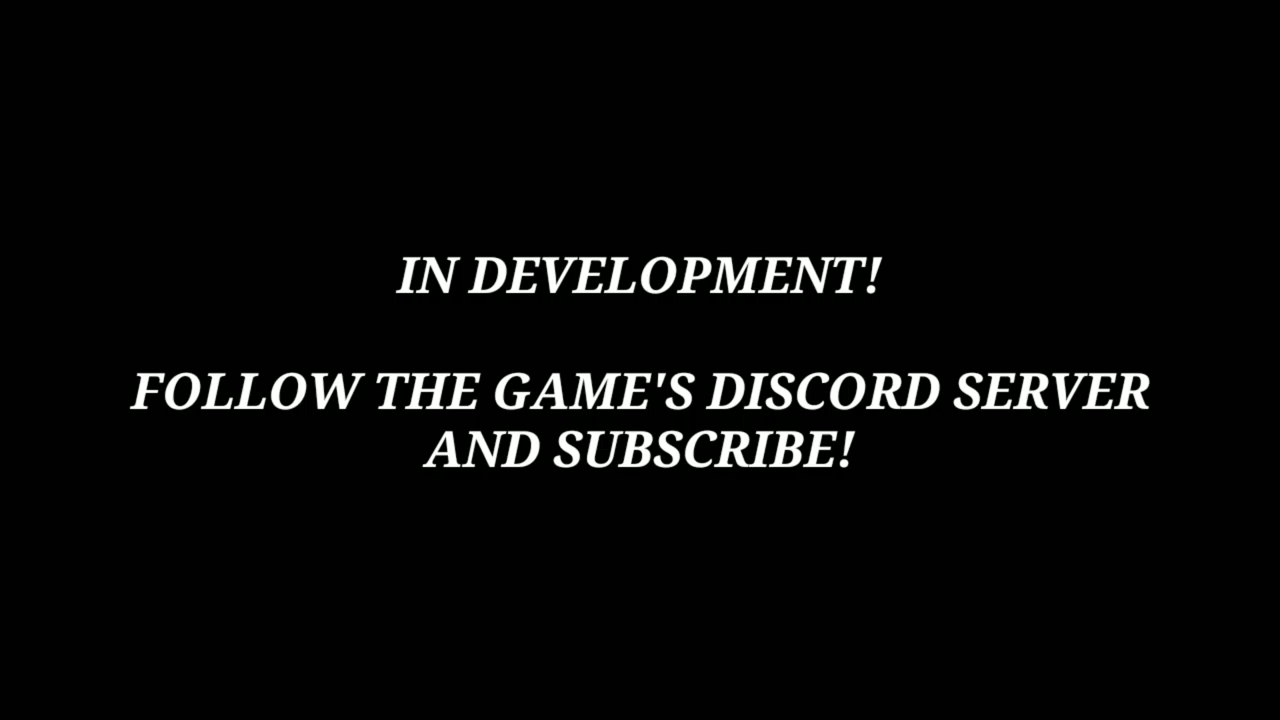 IN DEVELOPMENT!
FOLLOW THE GAME'S DISCORD SERVER
AND SUBSCRIBE!